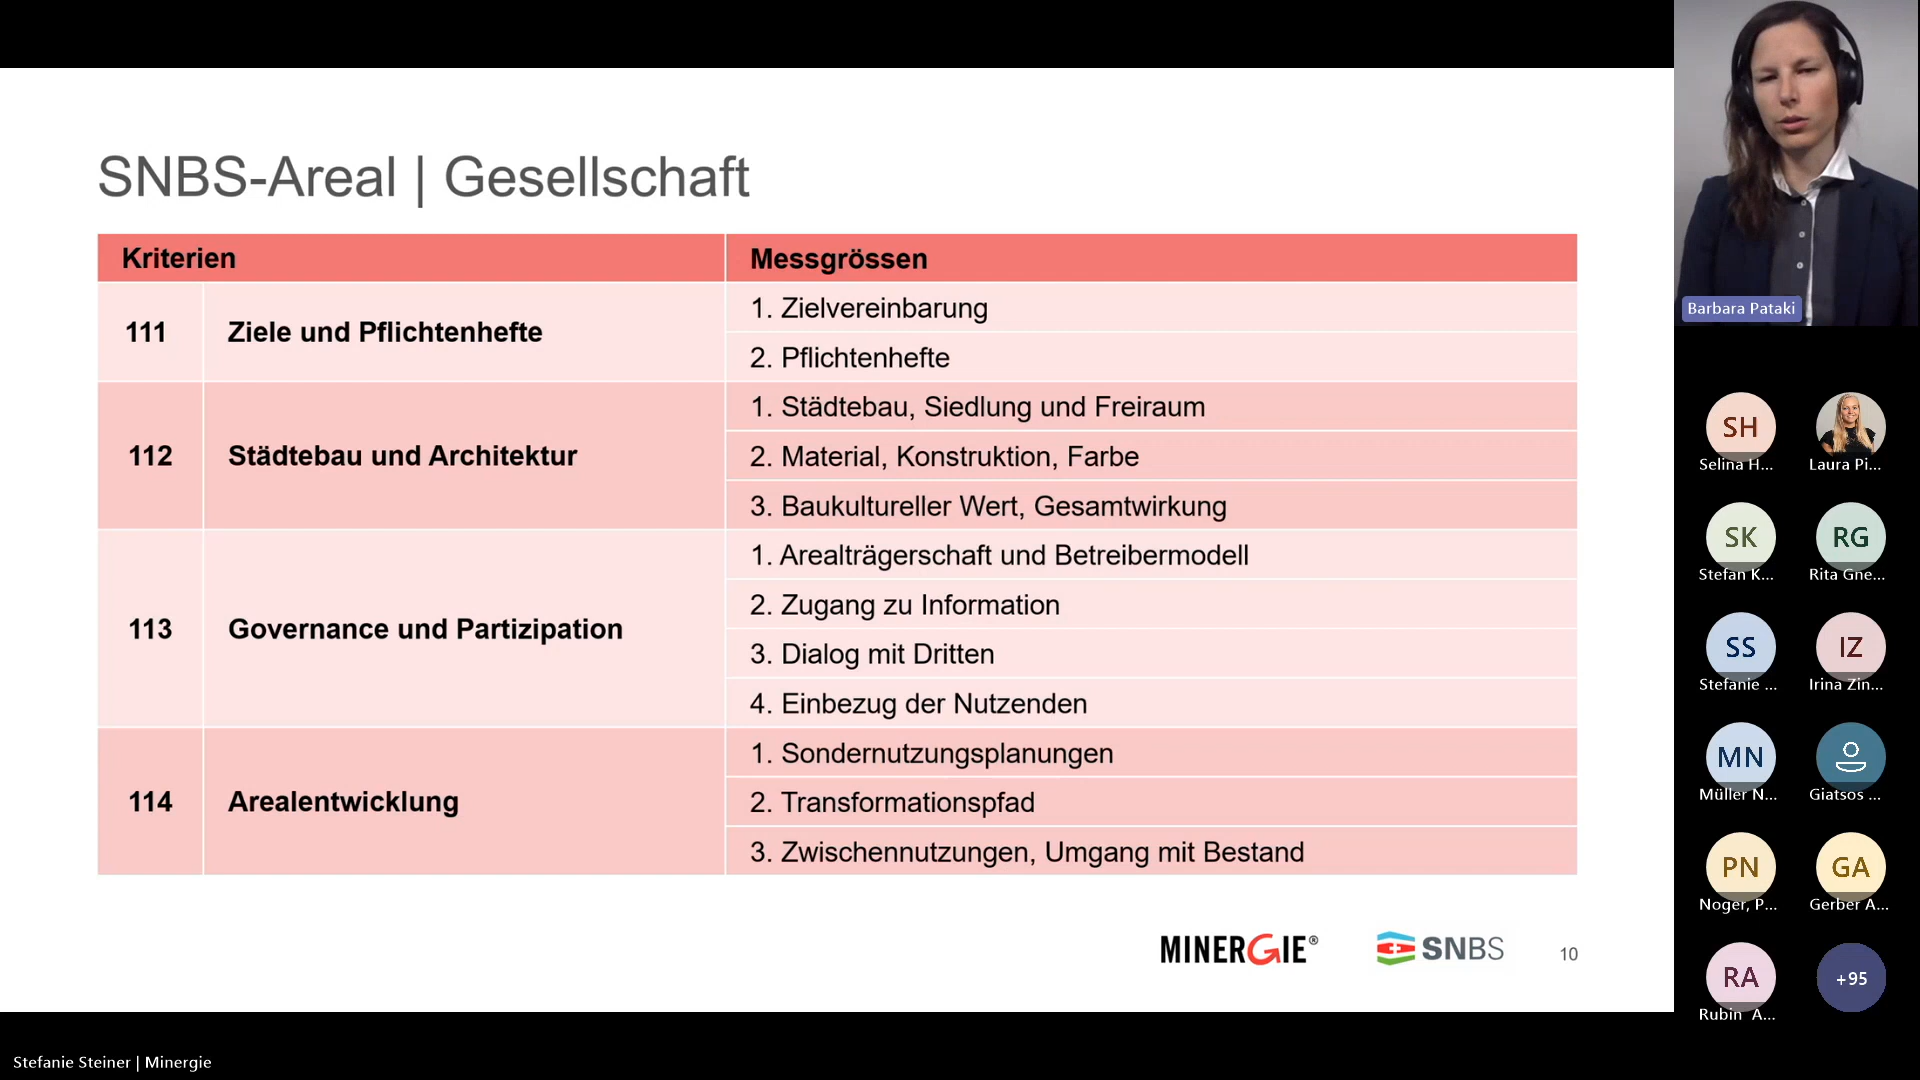 SNBS-Areal | Gesellschaft
Kriterien
Messgrössen
111
Ziele und Pflichtenhefte
1. Zielvereinbarung
2. Pflichtenhefte
112
Städtebau und Architektur
1. Städtebau, Siedlung und Freiraum
2. Material, Konstruktion, Farbe
3. Baukultureller Wert, Gesamtwirkung
113
Governance und Partizipation
1. Arealträgerschaft und Betreibermodell
2. Zugang zu Information
3. Dialog mit Dritten
4. Einbezug der Nutzenden
114
Arealentwicklung
1. Sondernutzungsplanungen
2. Transformationspfad
3. Zwischennutzungen, Umgang mit Bestand
MINERGIE®
SNBS
10
Barbara Pataki
SH
Selina H...
Laura Pi...
SK
Stefan K...
RG
Rita Gne...
SS
Stefanie ...
IZ
Irina Zin...
MN
Müller N...
Giatsos ...
PN
Noger, P...
GA
Gerber A...
RA
Rubin A...
+95
Stefanie Steiner | Minergie